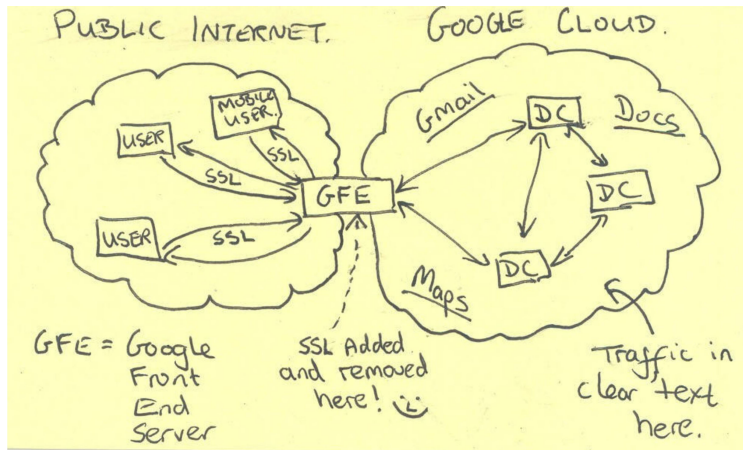 PUBLIC INTERNET.
GOOGLE CLOUD.
MOBILE
USER.
USER
SSL
SSL
USER
SSL
GFE
Gmail
DC
Docs
DC
DC
Maps
GFE = Google
Front
End
Server
SSL Added
and removed
here!
Traffic in
clear text
here.